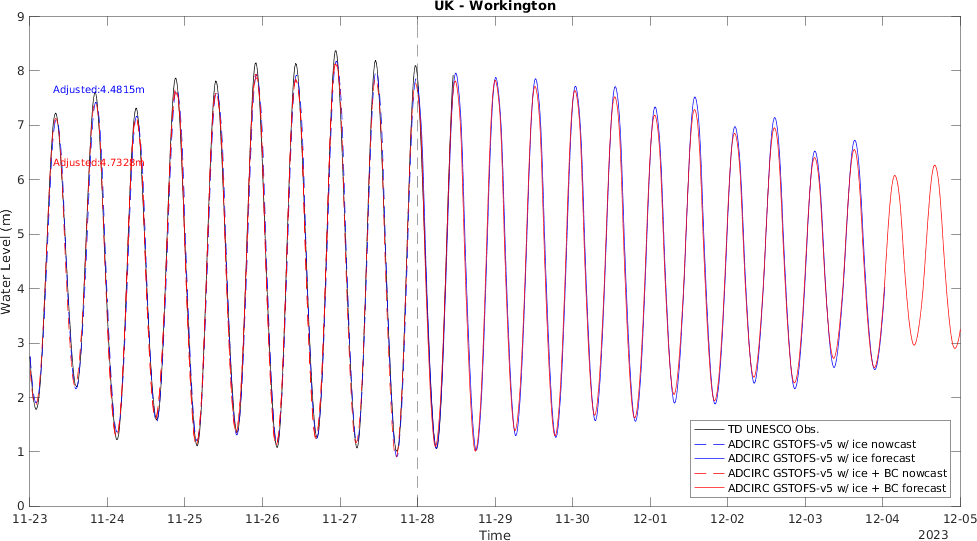 UK - Workington
9
8
7
6
5
4
3
2
1
0
Water Level (m)
Adjusted:4.4815m
Adjusted:4.7328m
TD UNESCO Obs.
ADCIRC GSTOFS-v5 w/ ice nowcast
ADCIRC GSTOFS-v5 w/ ice forecast
ADCIRC GSTOFS-v5 w/ ice + BC nowcast
ADCIRC GSTOFS-v5 w/ ice + BC forecast
11-23 11-24 11-25 11-26 11-27 11-28 11-29 11-30 12-01 12-02 12-03 12-04 12-05
Time
2023